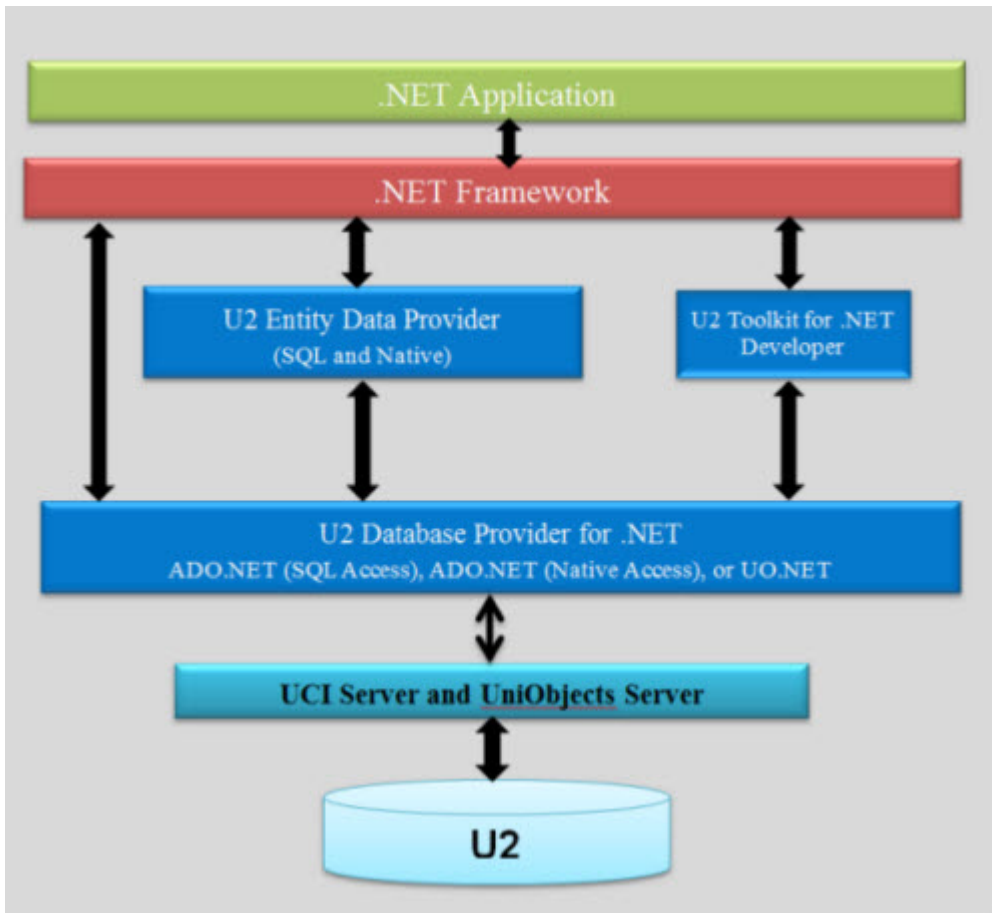 .NET Application
.NET Framework
U2 Entity Data Provider
(SQL and Native)
U2 Toolkit for .NET
Developer
U2 Database Provider for .NET
ADO.NET (SQL Access), ADO.NET (Native Access), or UO.NET
UCI Server and UniObjects Server
U2